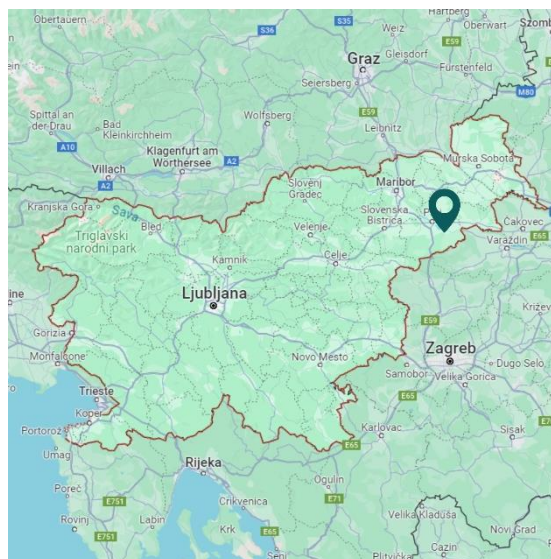 Obertauern
S36
S35
Weiz
Hartberg
Oberwart
Szomb
E59
Graz
Gleisdorf
Seiersberg
Fürstenfeld
M80
E59
Spittal an
der Drau
Bad
Kleinkirchheim
Wolfsberg
Leibnitz
A10
Klagenfurt am
Wörthersee
A2
Villach
A2
Murska Sobota
Kranjska Gora
Slovenj
Gradec
Maribor
Sava
Bled
Velenje
Slovenska
Bistrica
P
Čakovec
E65
Varaždin
Triglavski
narodni park
Kamnik
Celje
ine
Ljubljana
E59
Križev
Gorizia
Novo Mesto
Zagreb
Monfalcone
Samobor
Dugo Selo
Velika Gorica
Trieste
Koper
E65
Portorož
E65
Karlovac
Sisak
Umag
Rijeka
Poreč
E751
Ogulin
Crikvenica
E71
Velika Kladuša
Novi Grad
E751
Labin
Krk
Rovinj
Senj
Plitvička
Cazin